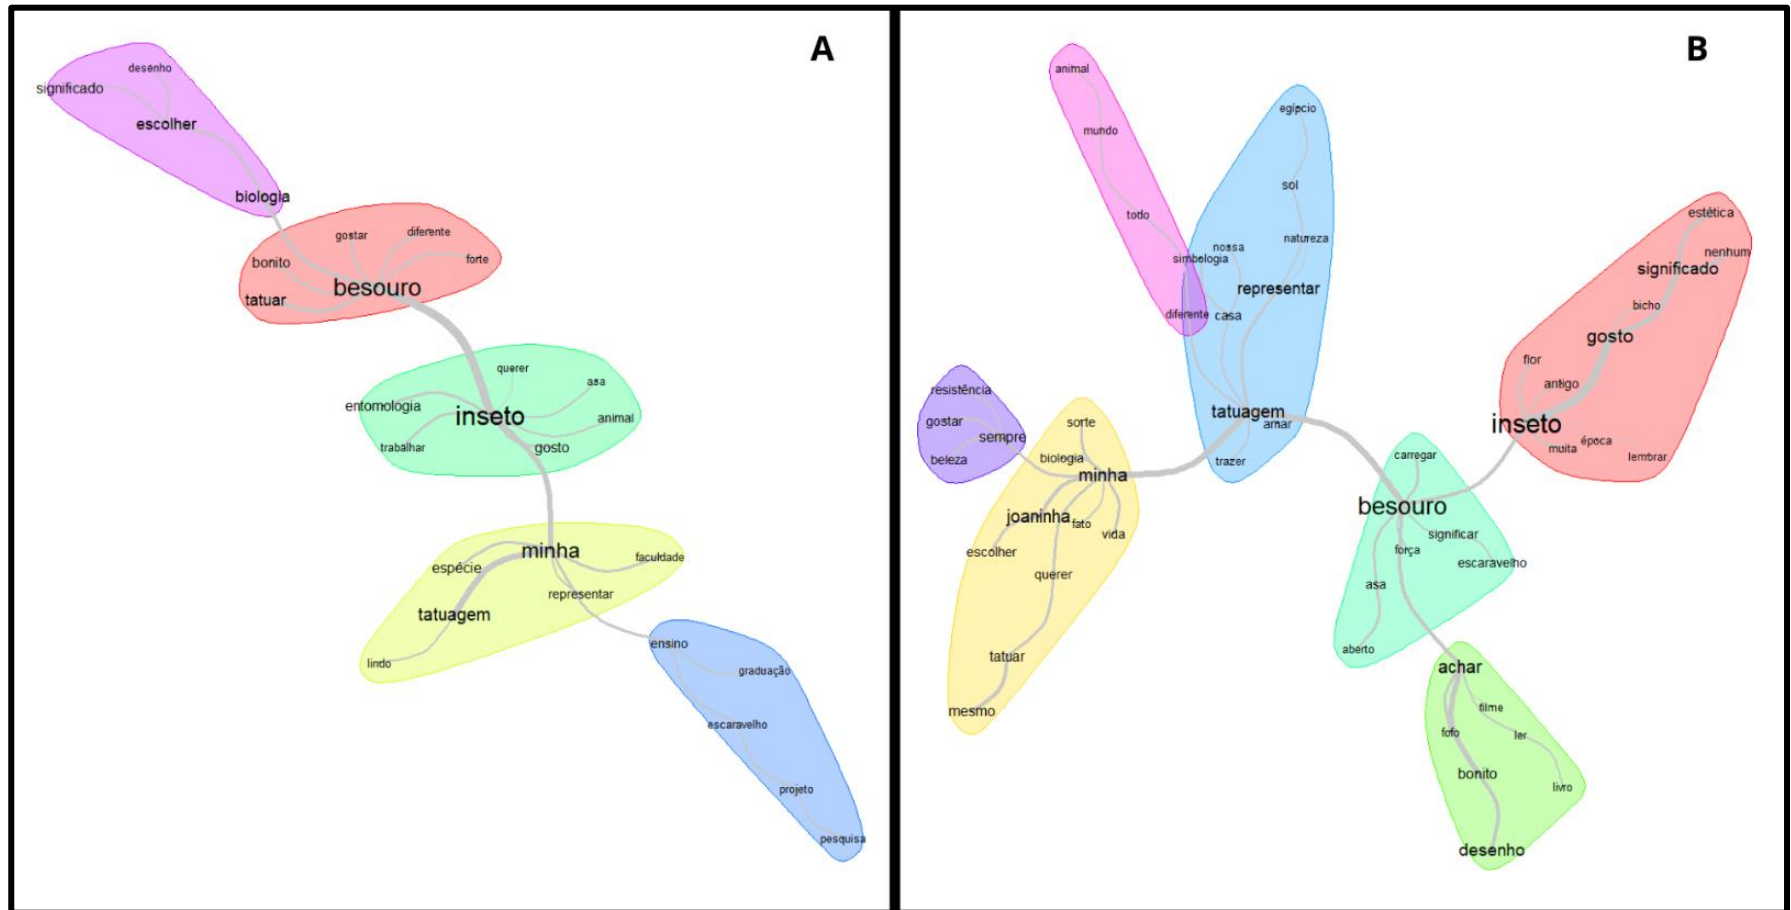 A
desenho
significado
escolher
biologia
gostar
diferente
bonito
forte
tatuar
besouro
querer
asa
entomologia
inseto
animal
trabalhar
gosto
minha
faculdade
espécie
representar
tatuagem
lindo
ensino
graduação
escaravelho
projeto
pesquisa
B
animal
mundo
todo
simbologia
diferente
egípcio
sol
natureza
nossa
representar
casa
tatuagem
amar
trazer
resistência
gostar
sempre
beleza
sorte
biologia
minha
joaninha
fato
vida
escolher
querer
tatuar
mesmo
estética
nenhum
significado
bicho
gosto
flor
antigo
inseto
época
muita
lembrar
carregar
besouro
significar
força
escaravelho
asa
aberto
achar
filme
fofo
ler
bonito
livro
desenho